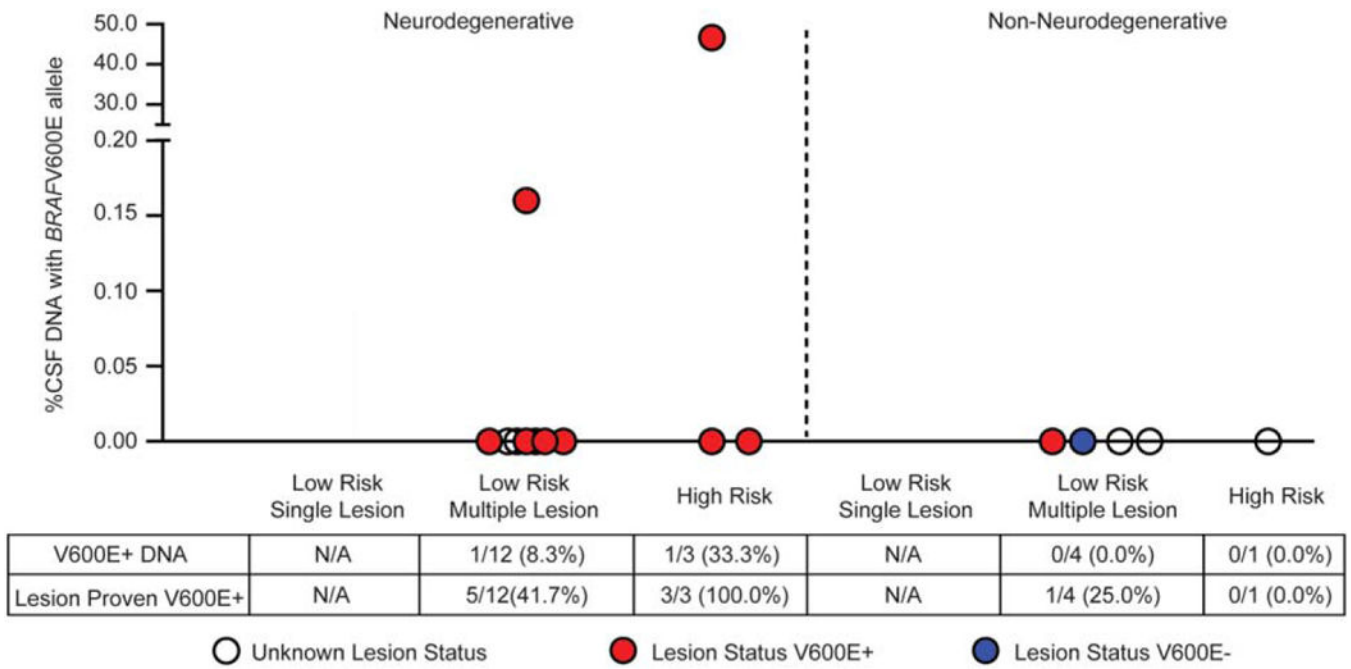 Neurodegenerative
Non-Neurodegenerative
%CSF DNA with BRAFV600E allele
50.0
40.0
30.0
0.20
0.15
0.10
0.05
0.00
Low Risk
Single Lesion
Low Risk
Multiple Lesion
High Risk
Low Risk
Single Lesion
Low Risk
Multiple Lesion
High Risk
V600E+ DNA N/A 1/12 (8.3%) 1/3 (33.3%) N/A 0/4 (0.0%) 0/1 (0.0%)
Lesion Proven V600E+ N/A 5/12(41.7%) 3/3 (100.0%) N/A 1/4 (25.0%) 0/1 (0.0%)
Unknown Lesion Status Lesion Status V600E+ Lesion Status V600E-